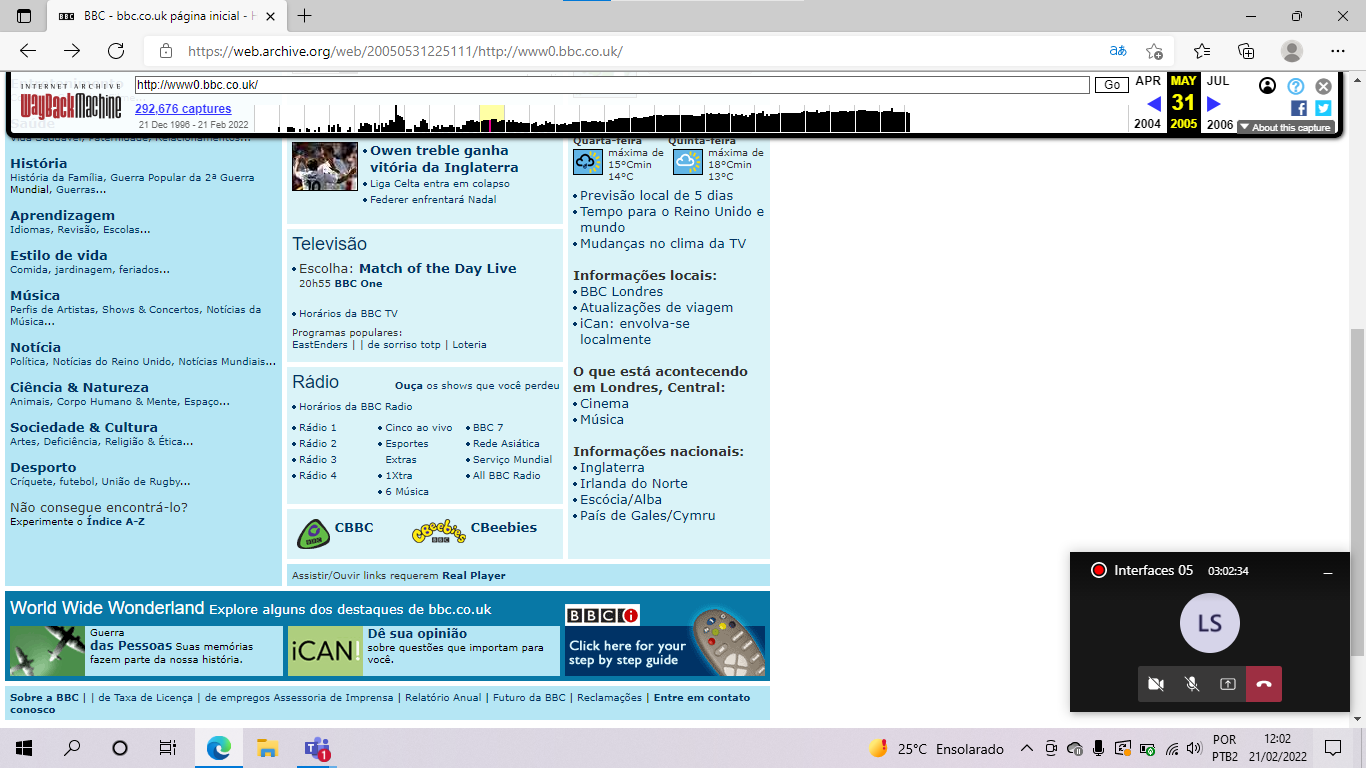 BBC - bbc.co.uk página inicial - H
https://web.archive.org/web/20050531225111/http://www0.bbc.co.uk/
INTERNET ARCHIVE
WayBackMachine
http://www0.bbc.co.uk/
Go
292,676 captures
21 Dec 1996 - 21 Feb 2022
APR MAY JUL
31
2004 2005 2006
About this capture
Entretenimento
Saúde
Vida Saudável, Paternidade, Relacionamentos...
História
História da Família, Guerra Popular da 2ª Guerra
Mundial, Guerras...
Aprendizagem
Idiomas, Revisão, Escolas...
Estilo de vida
Comida, jardinagem, feriados...
Música
Perfis de Artistas, Shows & Concertos, Notícias da
Música...
Notícia
Política, Notícias do Reino Unido, Notícias Mundiais...
Ciência & Natureza
Animais, Corpo Humano & Mente, Espaço...
Sociedade & Cultura
Artes, Deficiência, Religião & Ética...
Desporto
Críquete, futebol, União de Rugby...
Não consegue encontrá-lo?
Experimente o Índice A-Z
Owen treble ganha
vitória da Inglaterra
Liga Celta entra em colapso
Federer enfrentará Nadal
Televisão
Escolha: Match of the Day Live
20h55 BBC One
Horários da BBC TV
Programas populares:
EastEnders | | de sorriso totp | Loteria
Rádio
Ouça os shows que você perdeu
Horários da BBC Radio
Rádio 1
Rádio 2
Rádio 3
Rádio 4
Cinco ao vivo
Esportes
Extras
1Xtra
6 Música
BBC 7
Rede Asiática
Serviço Mundial
All BBC Radio
CBBC
CBeebies
BBC
CBeebies
Assistir/Ouvir links requerem Real Player
Quarta-feira
máxima de
15°Cmin
14°C
Quinta-feira
máxima de
18°Cmin
13°C
Previsão local de 5 dias
Tempo para o Reino Unido e
mundo
Mudanças no clima da TV
Informações locais:
BBC Londres
Atualizações de viagem
iCan: envolva-se
localmente
O que está acontecendo
em Londres, Central:
Cinema
Música
Informações nacionais:
Inglaterra
Irlanda do Norte
Escócia/Alba
País de Gales/Cymru
World Wide Wonderland Explore alguns dos destaques de bbc.co.uk
Guerra
das Pessoas Suas memórias
fazem parte da nossa história.
iCAN!
Dê sua opinião
sobre questões que importam para
você.
BBCi
Click here for your
step by step guide
Sobre a BBC | | de Taxa de Licença | de empregos Assessoria de Imprensa | Relatório Anual | Futuro da BBC | Reclamações | Entre em contato
conosco
Interfaces 05 03:02:34
LS
1
25°C Ensolarado
POR
PTB2
12:02
21/02/2022